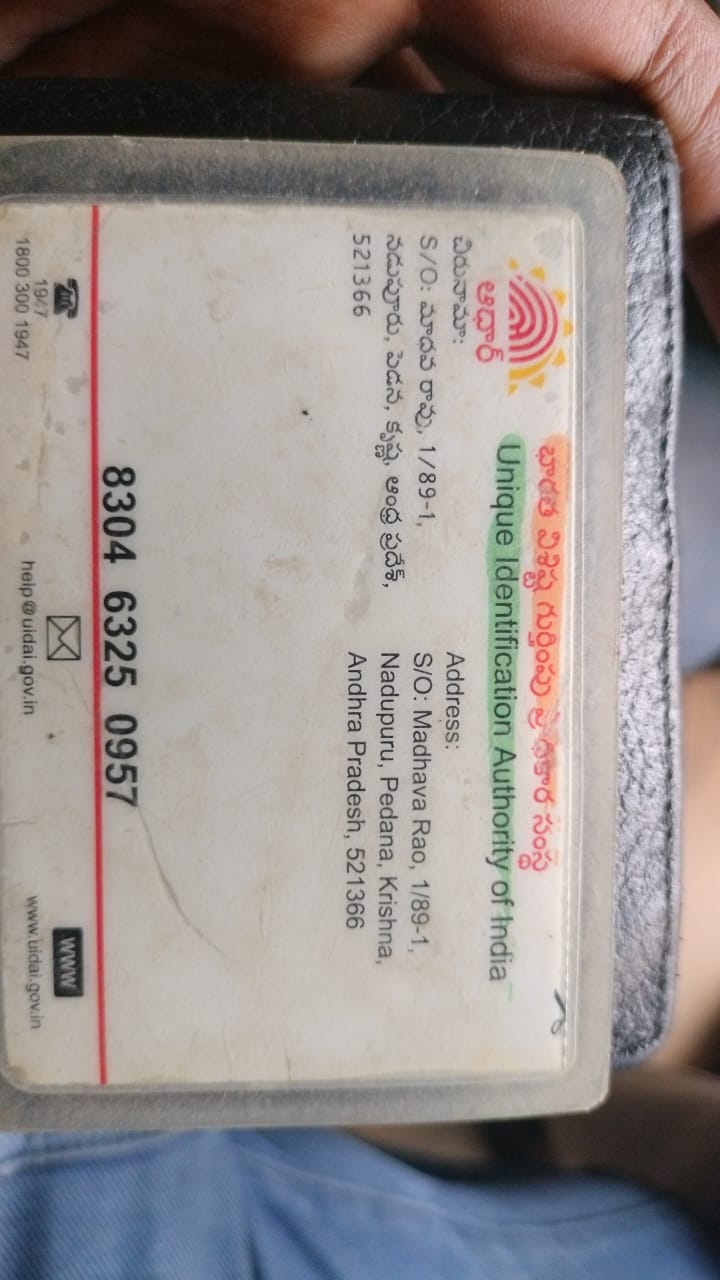 భారత విశిష్ట గుర్తింపు ప్రాధికార సంస్థ
Unique Identification Authority of India
ఆధార్
చిరునామా:
S/O: మాధవ రావు, 1/89-1,
నడుపూరు, పెడన, కృష్ణ, ఆంధ్ర ప్రదేశ్,
521366
Address:
S/O: Madhava Rao, 1/89-1,
Nadupuru, Pedana, Krishna,
Andhra Pradesh, 521366
8304 6325 0957
1947
1800 300 1947
help@uidai.gov.in
WWW
www.uidai.gov.in